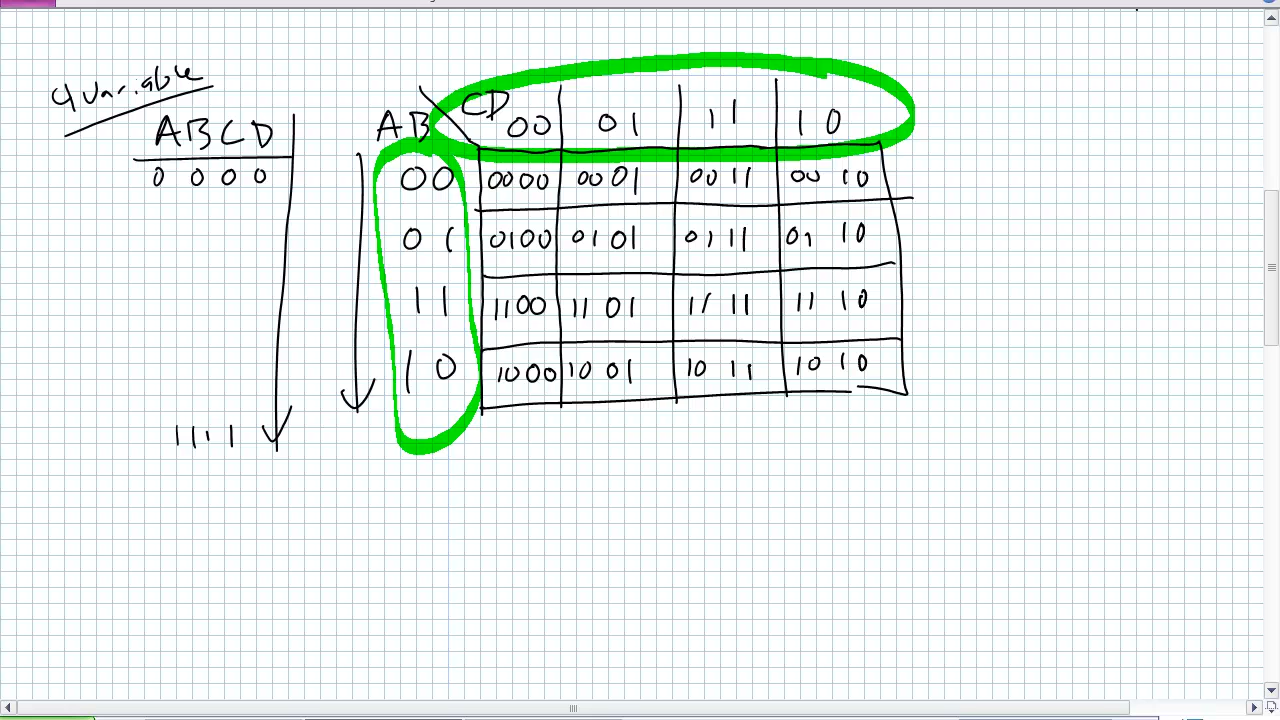 4 Variable
A B C D
0 0 0 0
1 1 1 1
AB CD 00 01 11 10
00 0000 0001 0011 0010
01 0100 0101 0111 0110
11 1100 1101 1111 1110
10 1000 1001 1011 1010